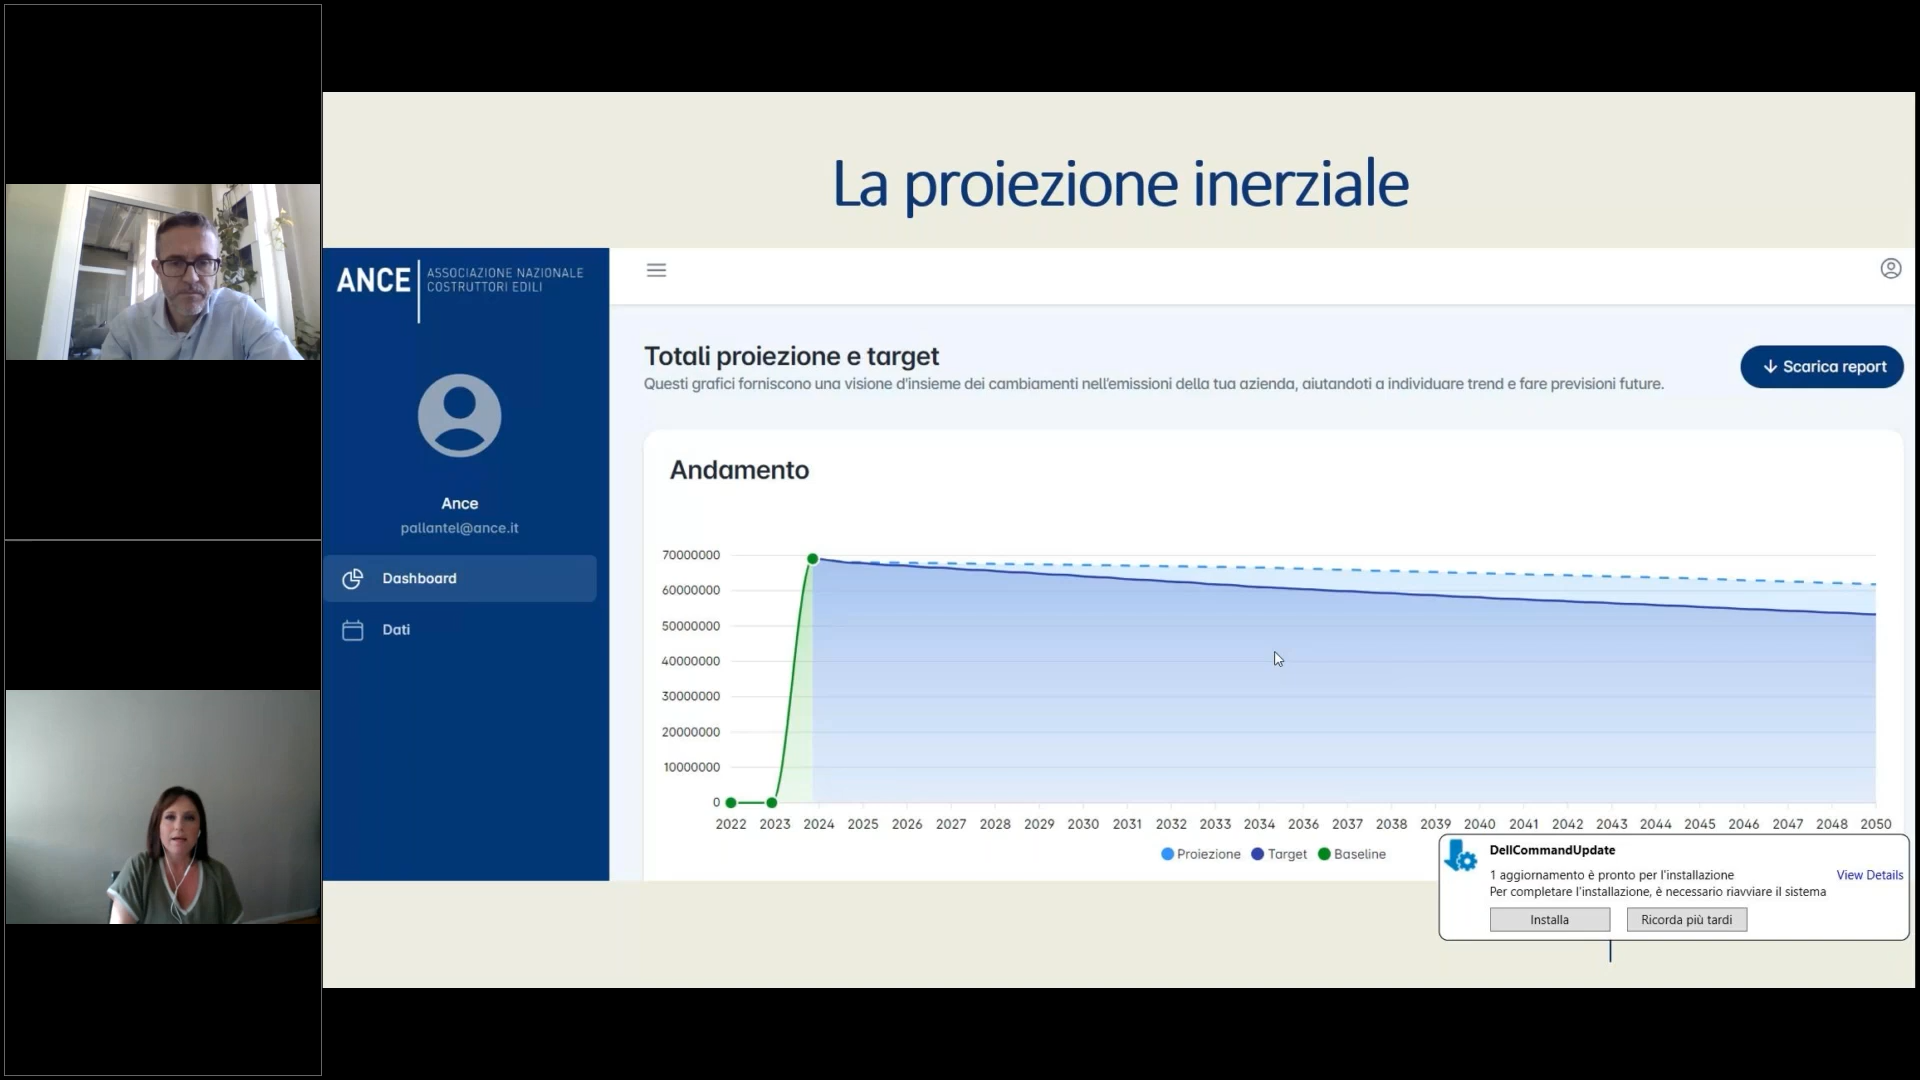 La proiezione inerziale
ANCE
ASSOCIAZIONE NAZIONALE
COSTRUTTORI EDILI
Ance
pallantel@ance.it
Dashboard
Dati
Totali proiezione e target
Questi grafici forniscono una visione d'insieme dei cambiamenti nell'emissioni della tua azienda, aiutandoti a individuare trend e fare previsioni future.
Scarica report
Andamento
70000000
60000000
50000000
40000000
30000000
20000000
10000000
0
2022 2023 2024 2025 2026 2027 2028 2029 2030 2031 2032 2033 2034 2036 2037 2038 2039 2040 2041 2042 2043 2044 2045 2046 2047 2048 2050
Proiezione Target Baseline
DellCommandUpdate
1 aggiornamento è pronto per l'installazione
View Details
Per completare l'installazione, è necessario riavviare il sistema
Installa
Ricorda più tardi